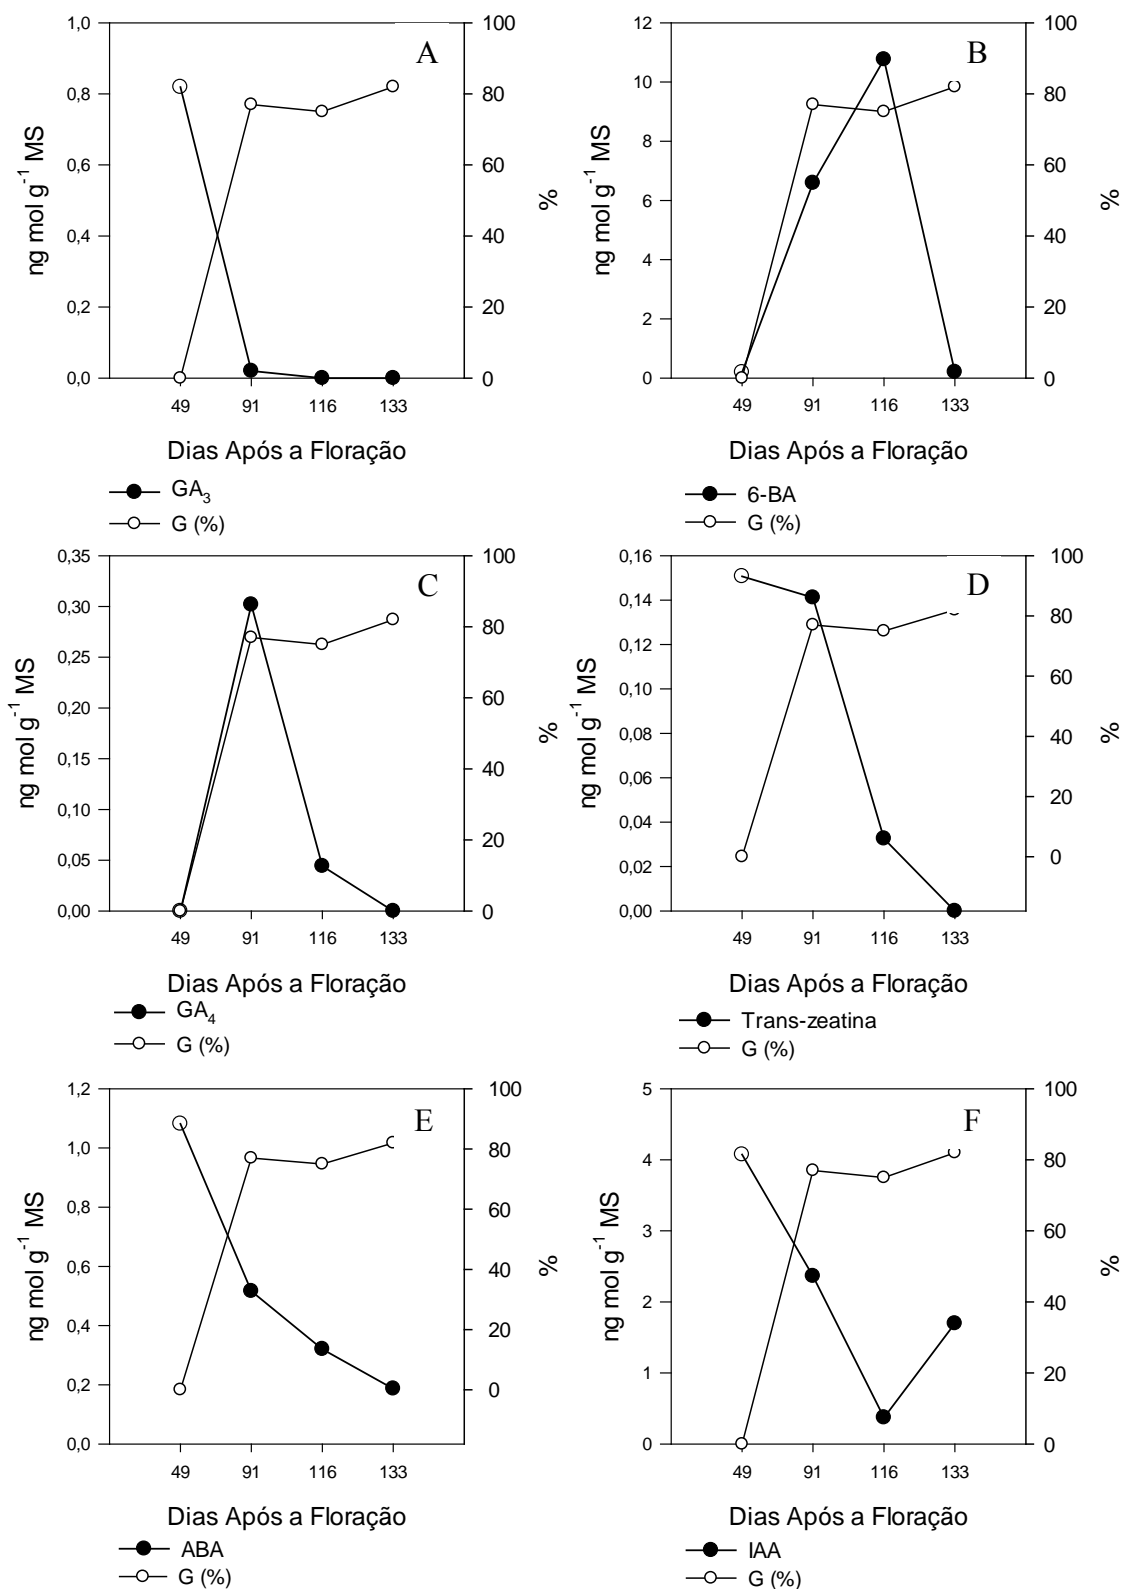 A
1,0
0,8
0,6
0,4
0,2
0,0
ng mol g⁻¹ MS
100
80
60
40
20
0
%
49 91 116 133
Dias Após a Floração
GA₃
G (%)
B
12
10
8
6
4
2
0
ng mol g⁻¹ MS
100
80
60
40
20
0
%
49 91 116 133
Dias Após a Floração
6-BA
G (%)
C
0,35
0,30
0,25
0,20
0,15
0,10
0,05
0,00
ng mol g⁻¹ MS
100
80
60
40
20
0
%
49 91 116 133
Dias Após a Floração
GA₄
G (%)
D
0,16
0,14
0,12
0,10
0,08
0,06
0,04
0,02
0,00
ng mol g⁻¹ MS
100
80
60
40
20
0
%
49 91 116 133
Dias Após a Floração
Trans-zeatina
G (%)
E
1,2
1,0
0,8
0,6
0,4
0,2
0,0
ng mol g⁻¹ MS
100
80
60
40
20
0
%
49 91 116 133
Dias Após a Floração
ABA
G (%)
F
5
4
3
2
1
0
ng mol g⁻¹ MS
100
80
60
40
20
0
%
49 91 116 133
Dias Após a Floração
IAA
G (%)